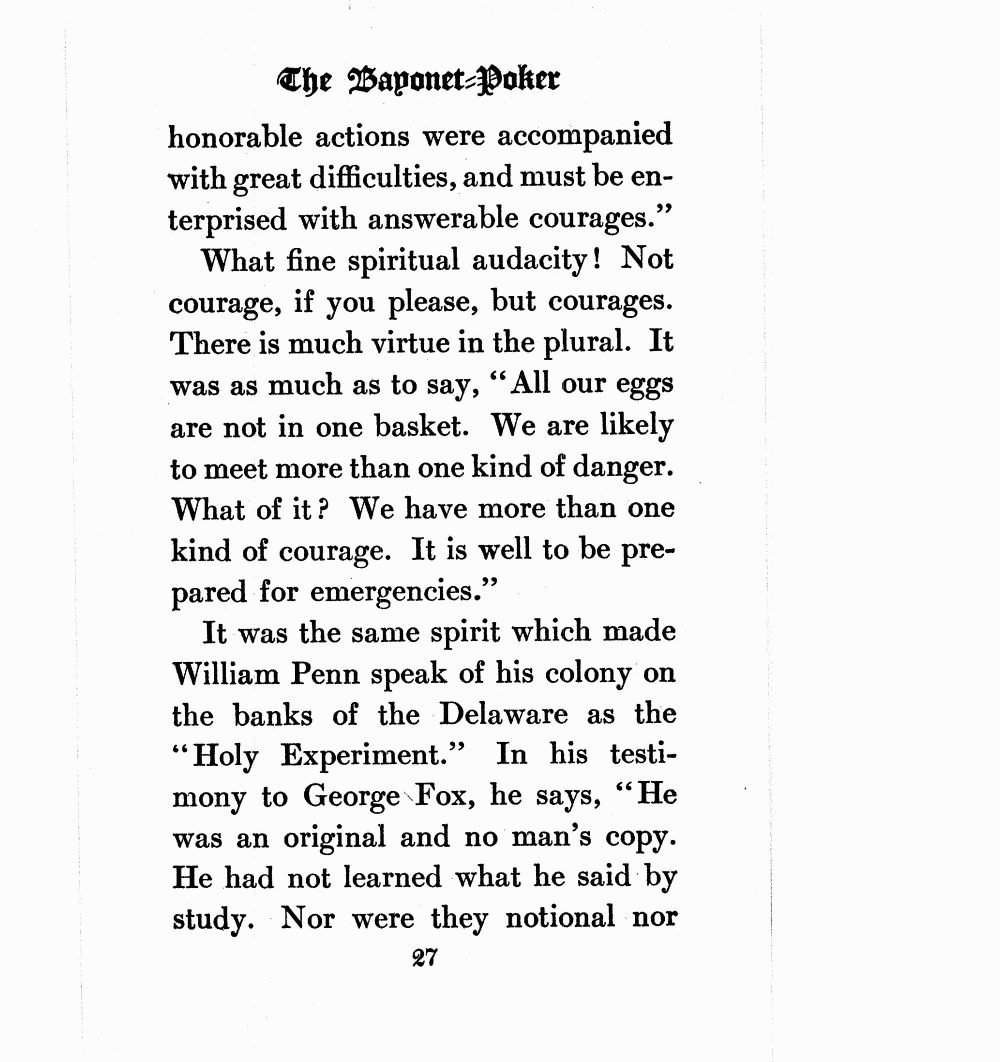 The Bayonet-Poker
honorable actions were accompanied
with great difficulties, and must be en-
terprised with answerable courages.”
What fine spiritual audacity! Not
courage, if you please, but courages.
There is much virtue in the plural. It
was as much as to say, “All our eggs
are not in one basket. We are likely
to meet more than one kind of danger.
What of it? We have more than one
kind of courage. It is well to be pre-
pared for emergencies.”
It was the same spirit which made
William Penn speak of his colony on
the banks of the Delaware as the
“Holy Experiment.” In his testi-
mony to George Fox, he says, “He
was an original and no man’s copy.
He had not learned what he said by
study. Nor were they notional nor
27